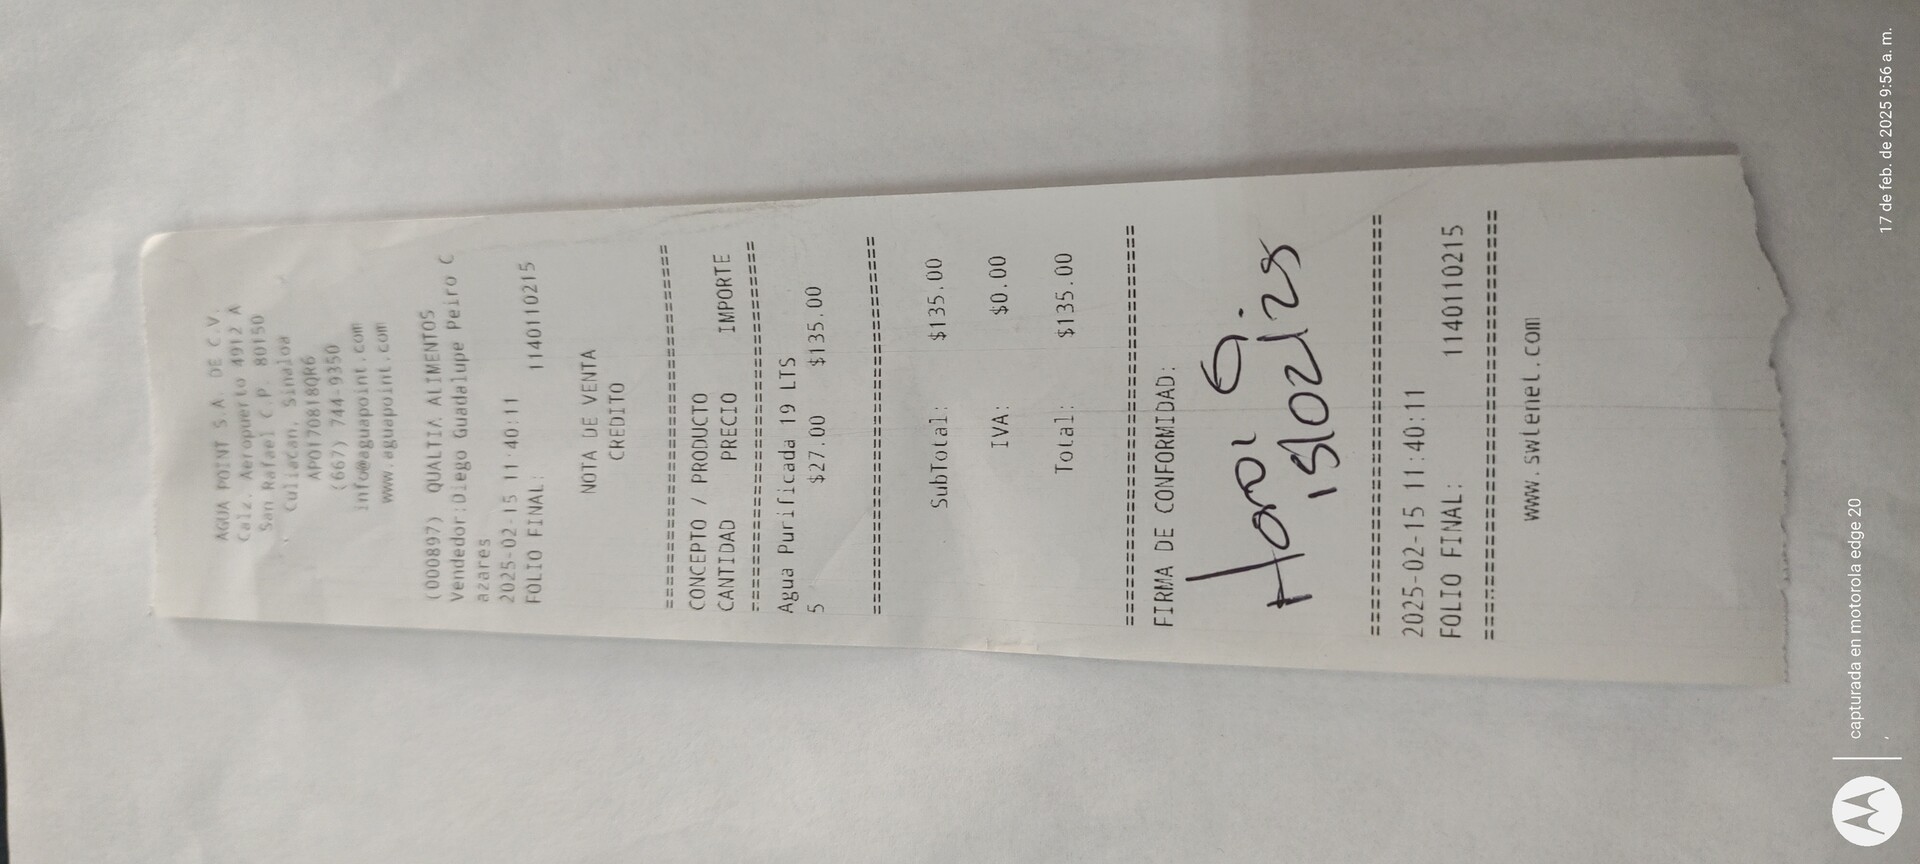 AGUA POINT S.A. DE C.V.
Calz. Aeropuerto 4912 A
San Rafael C.P. 80150
Culiacan, Sinaloa
APO170818QR6
(667) 744-9350
info@aguapoint.com
www.aguapoint.com
(000897) QUALTIA ALIMENTOS
Vendedor:Diego Guadalupe Peiro C
azares
2025-02-15 11:40:11
FOLIO FINAL: 1140110215
NOTA DE VENTA
CREDITO
================================
CONCEPTO / PRODUCTO
CANTIDAD PRECIO IMPORTE
================================
Agua Purificada 19 LTS
5 $27.00 $135.00
================================
SubTotal: $135.00
IVA: $0.00
Total: $135.00
================================
FIRMA DE CONFORMIDAD:
G.
15/02/25
================================
2025-02-15 11:40:11
FOLIO FINAL: 1140110215
================================
www.swtenet.com
capturada en motorola edge 20
17 de feb. de 2025 9:56 a. m.